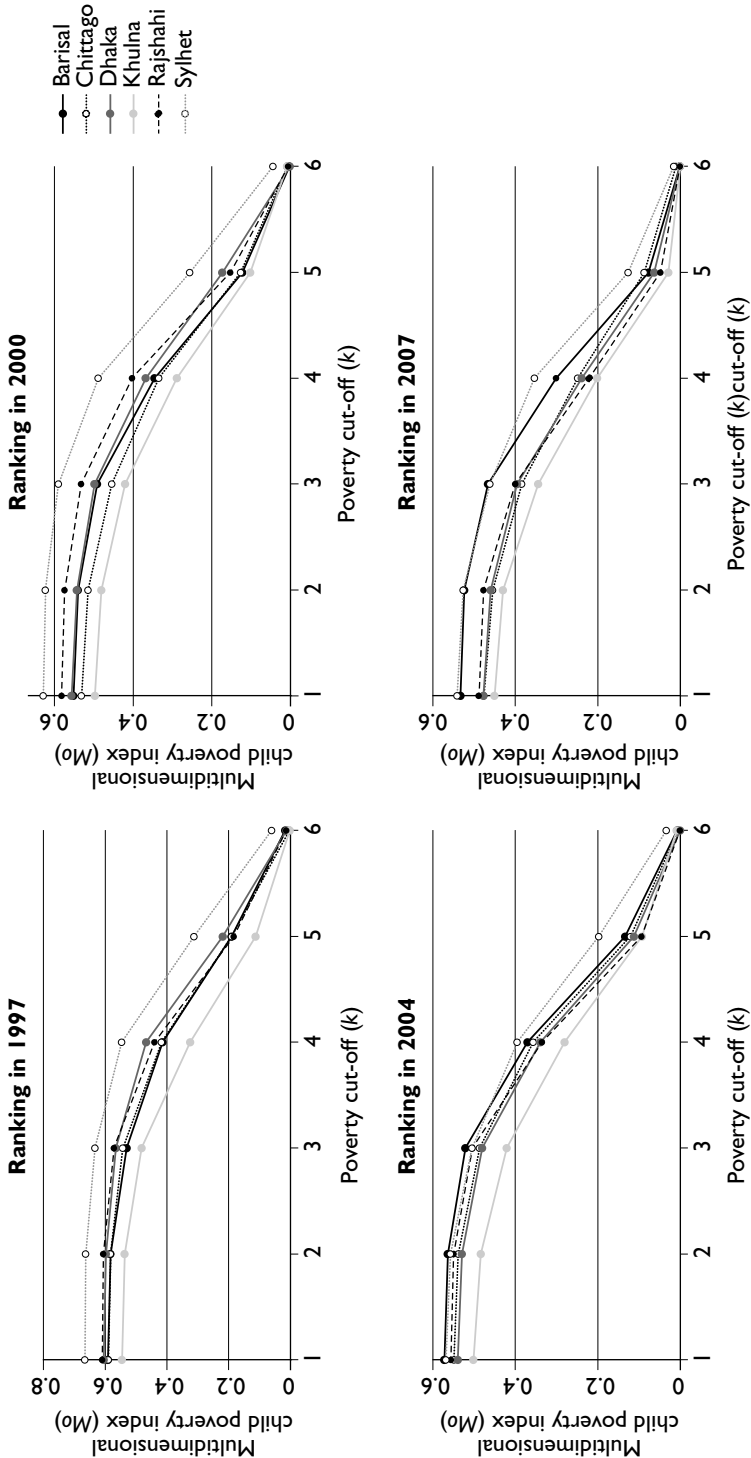 Ranking in 1997
Multidimensional
child poverty index (Mo)
0.8
0.6
0.4
0.2
0
1 2 3 4 5 6
Poverty cut-off (k)
Ranking in 2000
Multidimensional
child poverty index (Mo)
0.6
0.4
0.2
0
1 2 3 4 5 6
Poverty cut-off (k)
Barisal
Chittago
Dhaka
Khulna
Rajshahi
Sylhet
Ranking in 2004
Multidimensional
child poverty index (Mo)
0.6
0.4
0.2
0
1 2 3 4 5 6
Poverty cut-off (k)
Ranking in 2007
Multidimensional
child poverty index (Mo)
0.6
0.4
0.2
0
1 2 3 4 5 6
Poverty cut-off (k)cut-off (k)